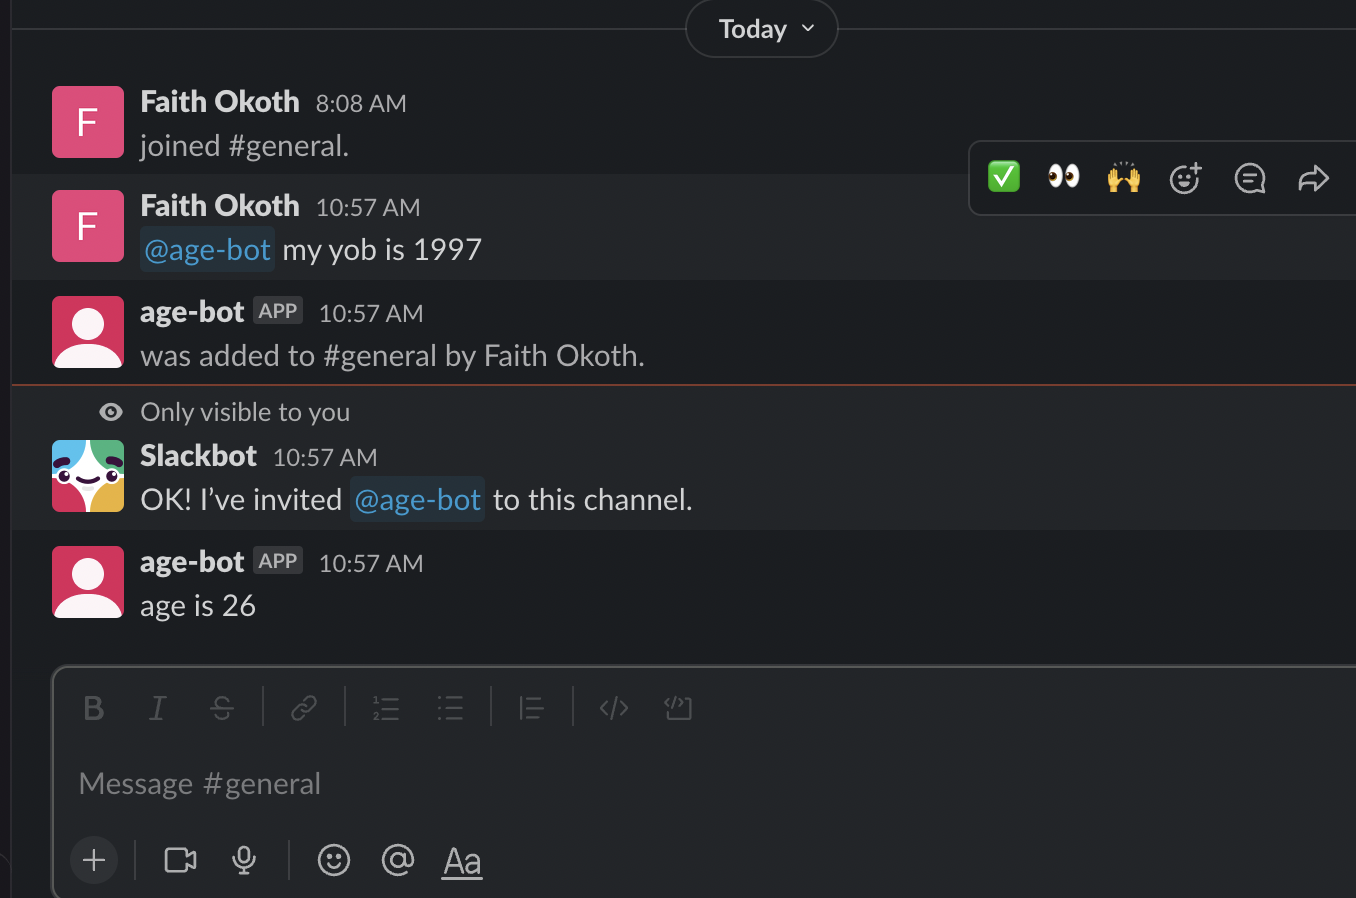 Today
Faith Okoth 8:08 AM
joined #general.
F
Faith Okoth 10:57 AM
F
@age-bot my yob is 1997
age-bot APP 10:57 AM
was added to #general by Faith Okoth.
Only visible to you
Slackbot 10:57 AM
OK! I’ve invited @age-bot to this channel.
age-bot APP 10:57 AM
age is 26
B I S
Message #general
Aa